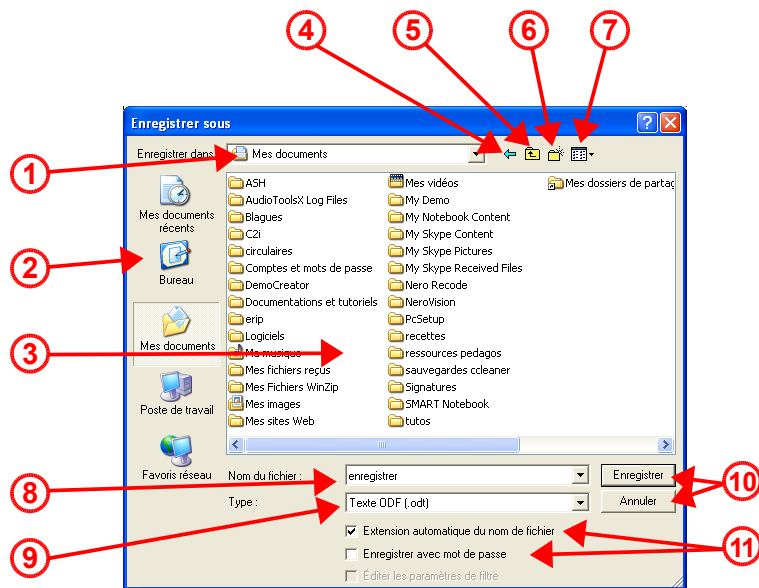 4 5 6 7
Enregistrer sous
1
Enregistrer dans : Mes documents
2
Mes documents récents
Bureau
Mes documents
Poste de travail
Favoris réseau
3
ASH
AudioToolsX Log Files
Blagues
C2i
circulaires
Comptes et mots de passe
DemoCreator
Documentations et tutoriels
erip
Logiciels
Ma musique
Mes fichiers reçus
Mes Fichiers WinZip
Mes images
Mes sites Web
Mes vidéos
My Demo
My Notebook Content
My Skype Content
My Skype Pictures
My Skype Received Files
Nero Recode
NeroVision
PcSetup
recettes
ressources pedagos
sauvegardes ccleaner
Signatures
SMART Notebook
tutos
Mes dossiers de partag
8
Nom du fichier : enregistrer Enregistrer
10
9
Type : Texte ODF (.odt) Annuler
Extension automatique du nom de fichier
11
Enregistrer avec mot de passe
Éditer les paramètres de filtre